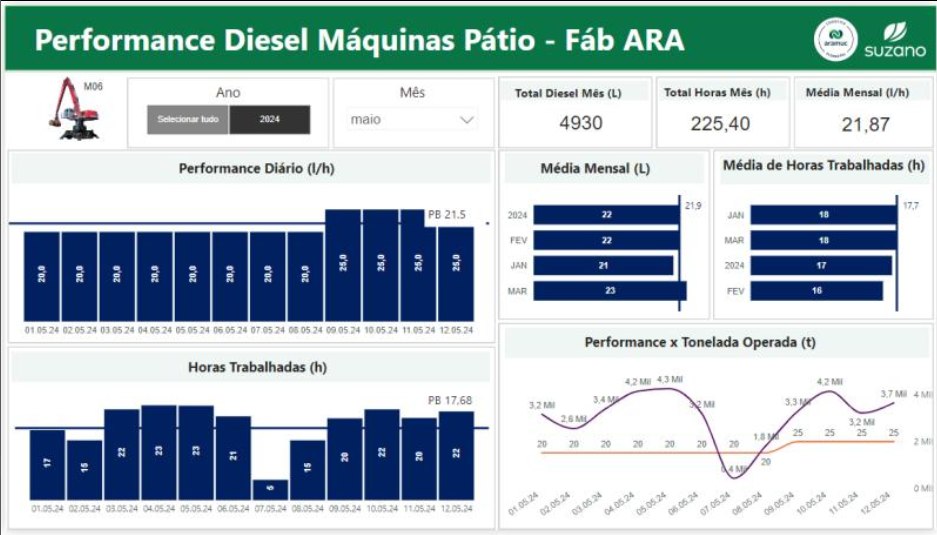 Performance Diesel Máquinas Pátio - Fáb ARA
aramuc
suzano
M06
Ano
Selecionar tudo
2024
Mês
maio
Total Diesel Mês (L)
4930
Total Horas Mês (h)
225,40
Média Mensal (l/h)
21,87
Performance Diário (l/h)
PB 21.5
20,0 20,0 20,0 20,0 20,0 20,0 20,0 20,0 25,0 25,0 25,0 25,0
01.05.24 02.05.24 03.05.24 04.05.24 05.05.24 06.05.24 07.05.24 08.05.24 09.05.24 10.05.24 11.05.24 12.05.24
Média Mensal (L)
21,9
2024 22
FEV 22
JAN 21
MAR 23
Média de Horas Trabalhadas (h)
17,7
JAN 18
MAR 18
2024 17
FEV 16
Horas Trabalhadas (h)
PB 17,68
17 15 22 23 23 21 5 15 20 22 20 22
01.05.24 02.05.24 03.05.24 04.05.24 05.05.24 06.05.24 07.05.24 08.05.24 09.05.24 10.05.24 11.05.24 12.05.24
Performance x Tonelada Operada (t)
3,2 Mil 2,6 Mil 3,4 Mil 4,2 Mil 4,3 Mil 3,2 Mil 0,4 Mil 1,8 Mil 3,3 Mil 4,2 Mil 3,2 Mil 3,7 Mil
20 20 20 20 20 20 20 20 25 25 25 25
4 Mil
2 Mil
0 Mil
01.05.24 02.05.24 03.05.24 04.05.24 05.05.24 06.05.24 07.05.24 08.05.24 09.05.24 10.05.24 11.05.24 12.05.24